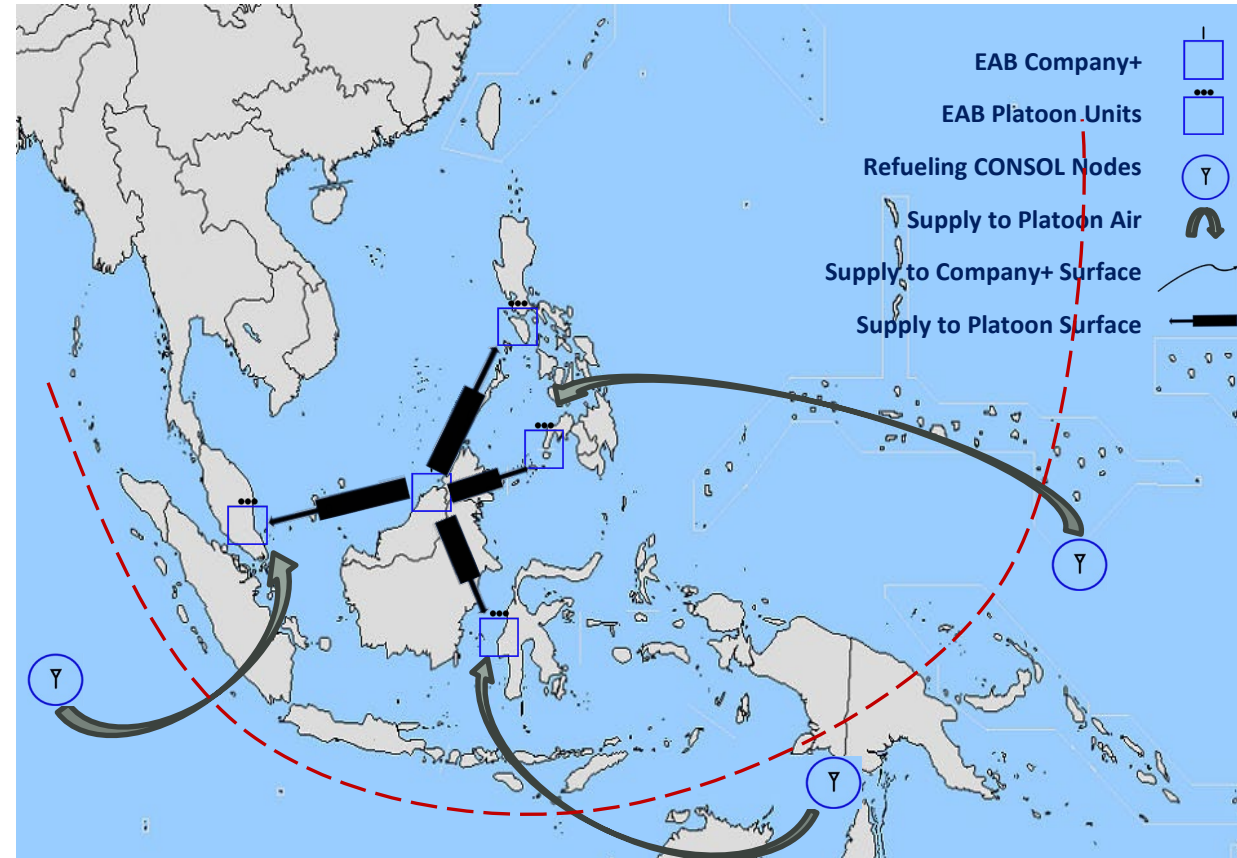 EAB Company+
EAB Platoon Units
Refueling CONSOL Nodes
Supply to Platoon Air
Supply to Company+ Surface
Supply to Platoon Surface